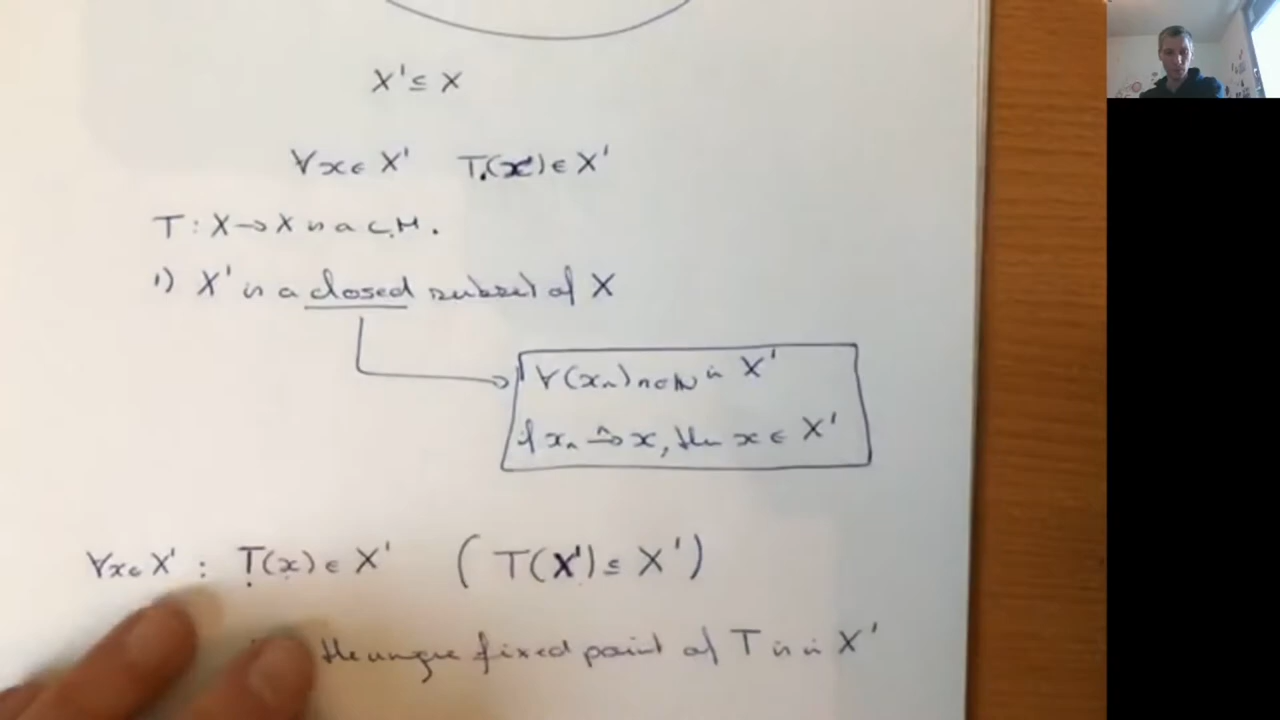 X' ⊆ X
∀x∈ X' T(x)∈ X'
T : X→X is a C.M.
1) X' is a closed subset of X
∀(xₙ)n∈ℕ in X'
if xₙ →ⁿ x, then x ∈ X'
∀x∈ X' : T(x) ∈ X' ( T(X') ⊆ X' )
the unique fixed point of T is in X'